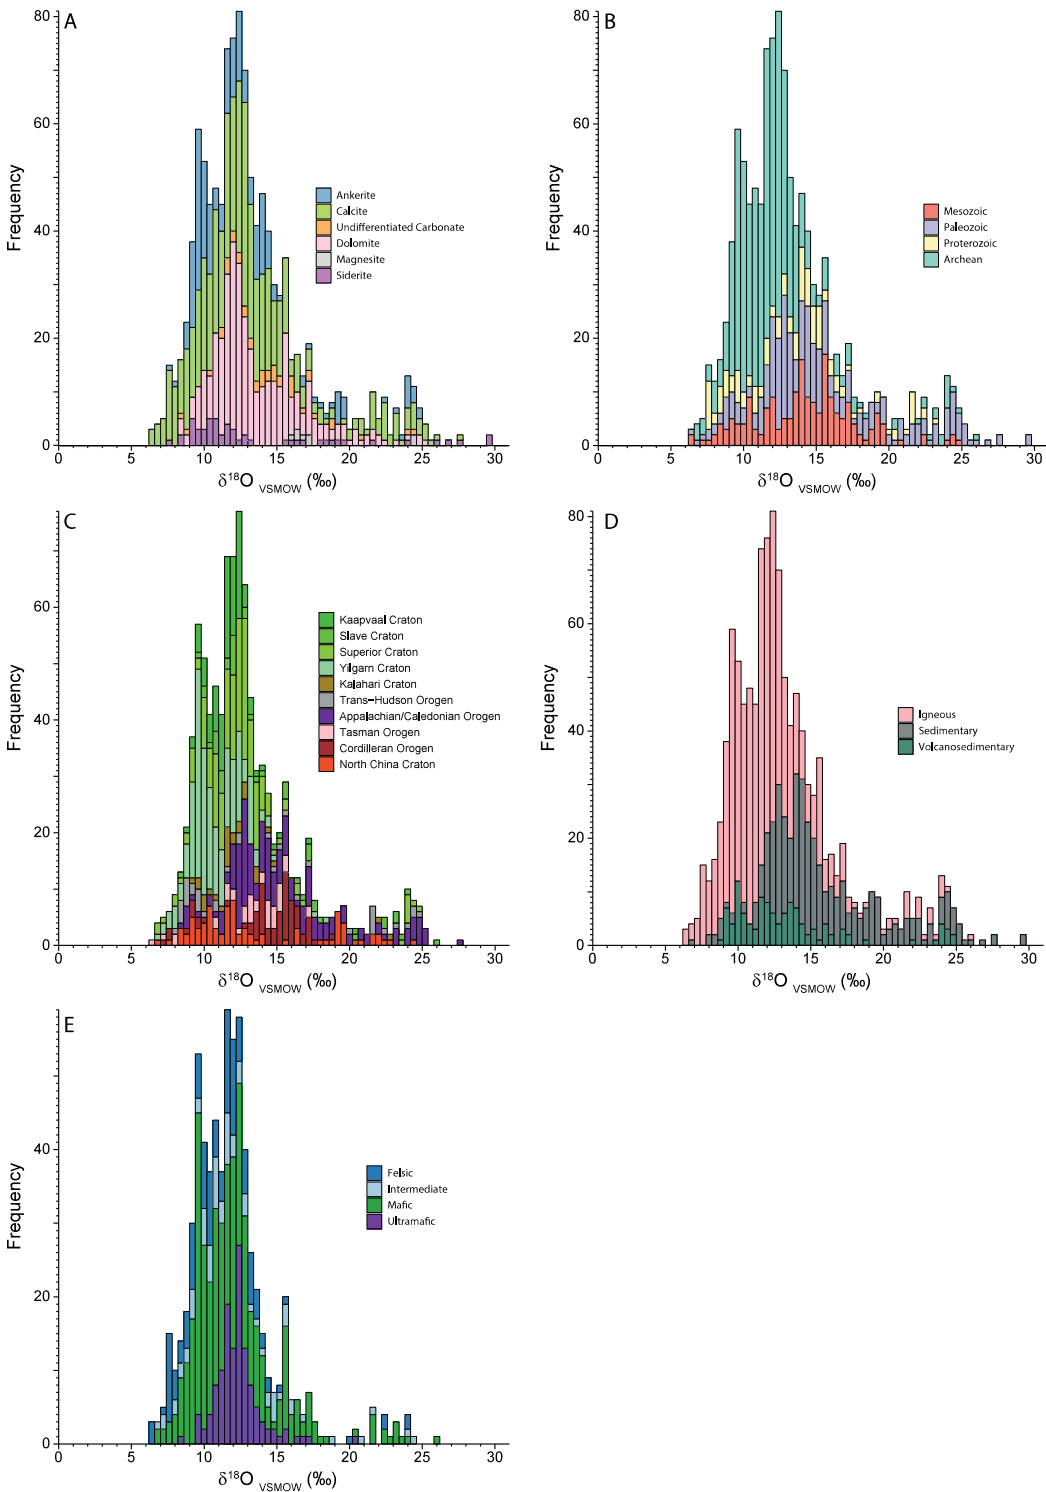 A
80
60
40
20
0
Frequency
Ankerite
Calcite
Undifferentiated Carbonate
Dolomite
Magnesite
Siderite
0 5 10 15 20 25 30
δ¹⁸O VSMOW (‰)
B
80
60
40
20
0
Frequency
Mesozoic
Paleozoic
Proterozoic
Archean
0 5 10 15 20 25 30
δ¹⁸O VSMOW (‰)
C
60
40
20
0
Frequency
Kaapvaal Craton
Slave Craton
Superior Craton
Yilgarn Craton
Kalahari Craton
Trans-Hudson Orogen
Appalachian/Caledonian Orogen
Tasman Orogen
Cordilleran Orogen
North China Craton
0 5 10 15 20 25 30
δ¹⁸O VSMOW (‰)
D
80
60
40
20
0
Frequency
Igneous
Sedimentary
Volcanosedimentary
0 5 10 15 20 25 30
δ¹⁸O VSMOW (‰)
E
40
20
0
Frequency
Felsic
Intermediate
Mafic
Ultramafic
0 5 10 15 20 25 30
δ¹⁸O VSMOW (‰)